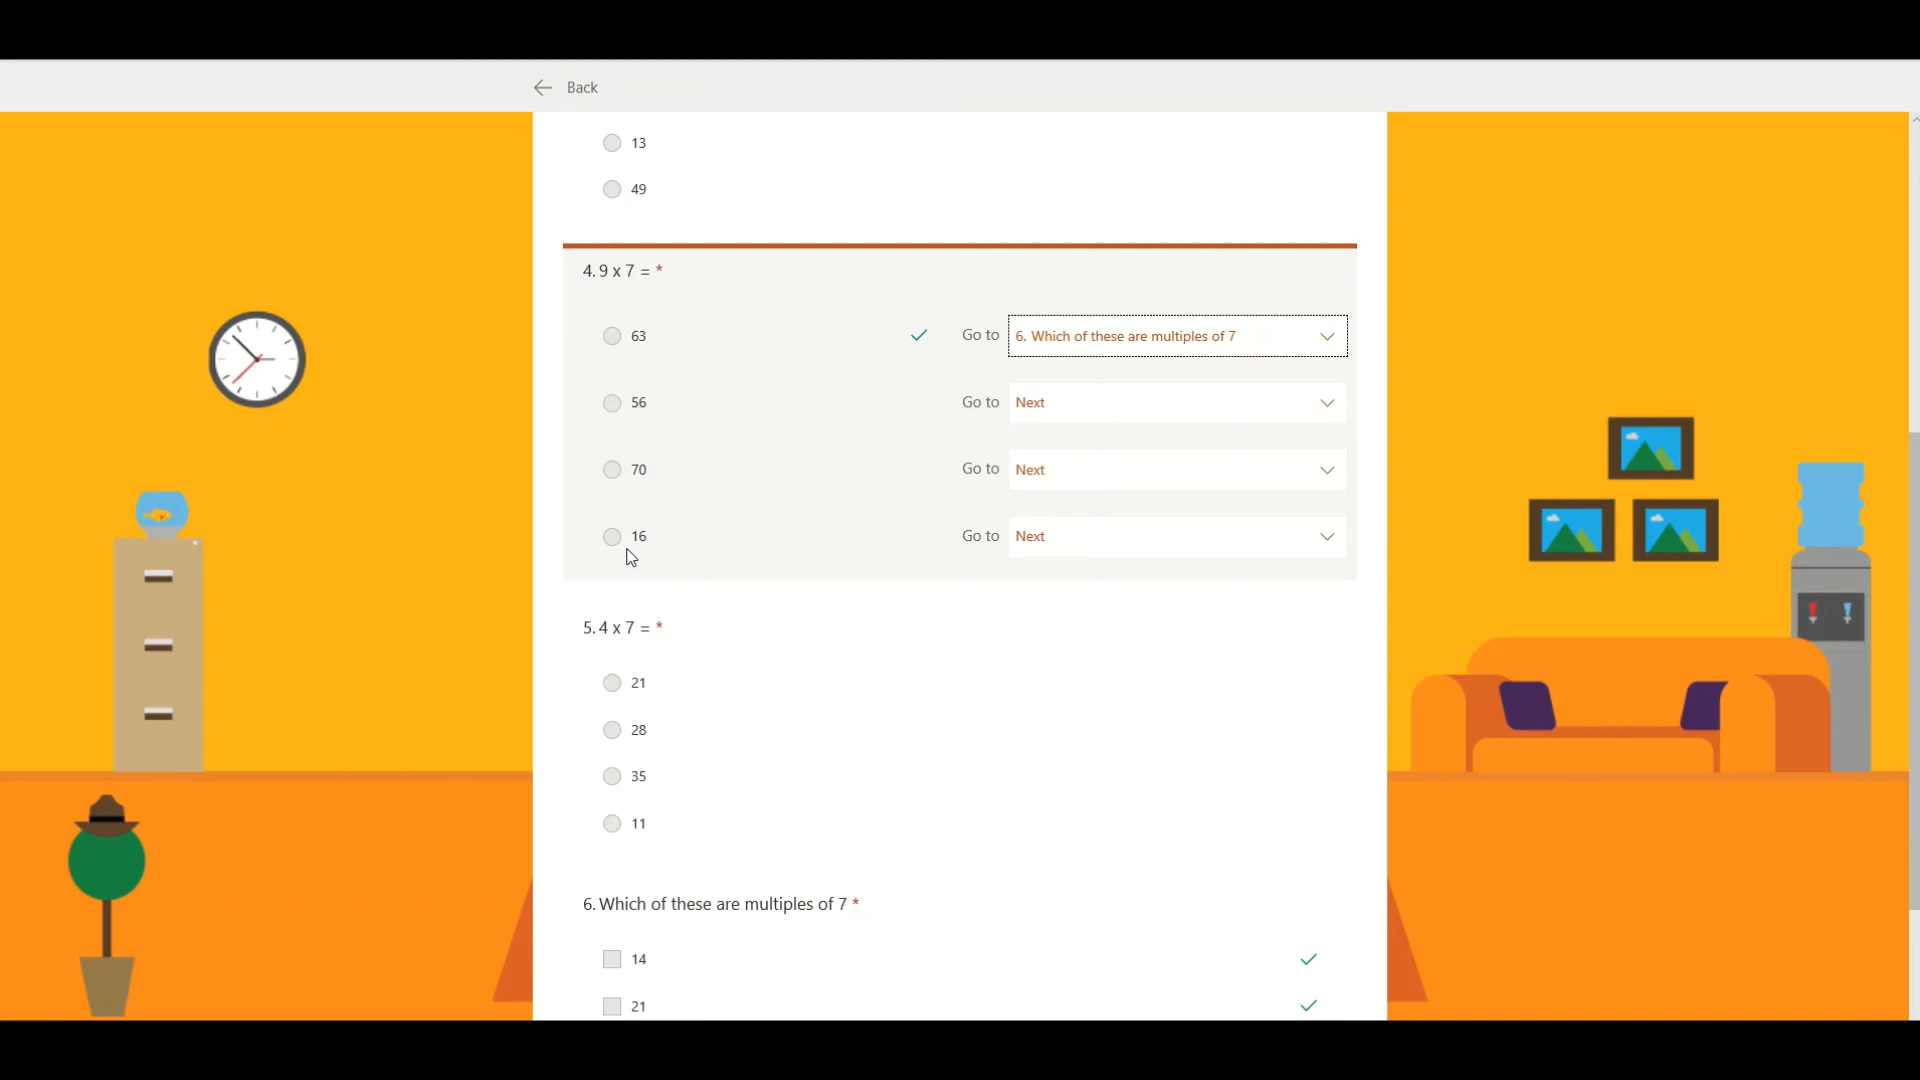 Back
13
49
4. 9 x 7 = *
63 Go to 6. Which of these are multiples of 7
56 Go to Next
70 Go to Next
16 Go to Next
5. 4 x 7 = *
21
28
35
11
6. Which of these are multiples of 7 *
14
21